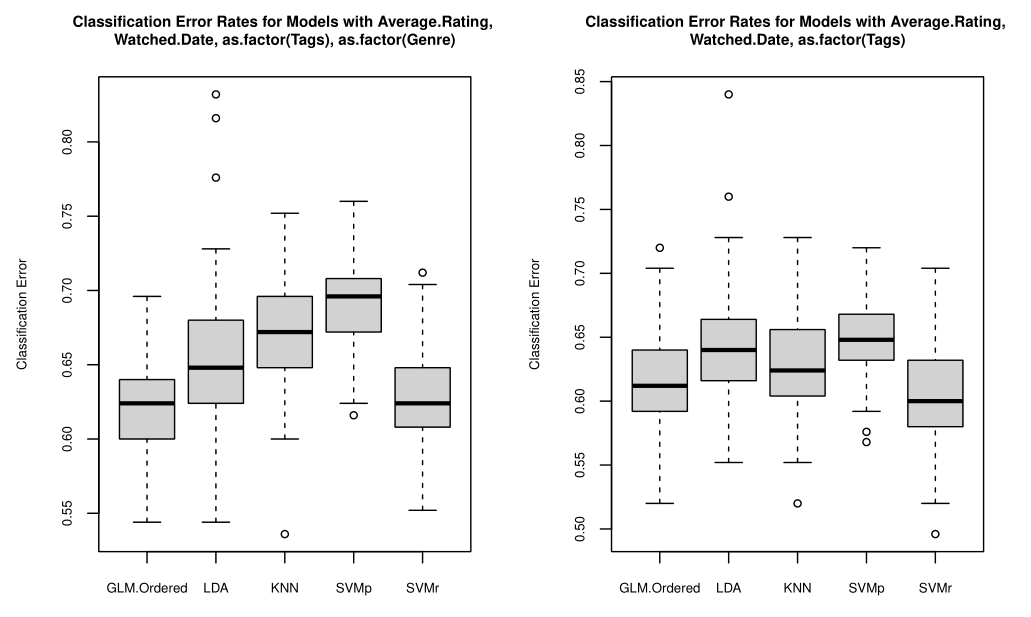 Classification Error Rates for Models with Average.Rating,
Watched.Date, as.factor(Tags), as.factor(Genre)
Classification Error
0.80
0.75
0.70
0.65
0.60
0.55
GLM.Ordered LDA KNN SVMp SVMr
Classification Error Rates for Models with Average.Rating,
Watched.Date, as.factor(Tags)
Classification Error
0.85
0.80
0.75
0.70
0.65
0.60
0.55
0.50
GLM.Ordered LDA KNN SVMp SVMr